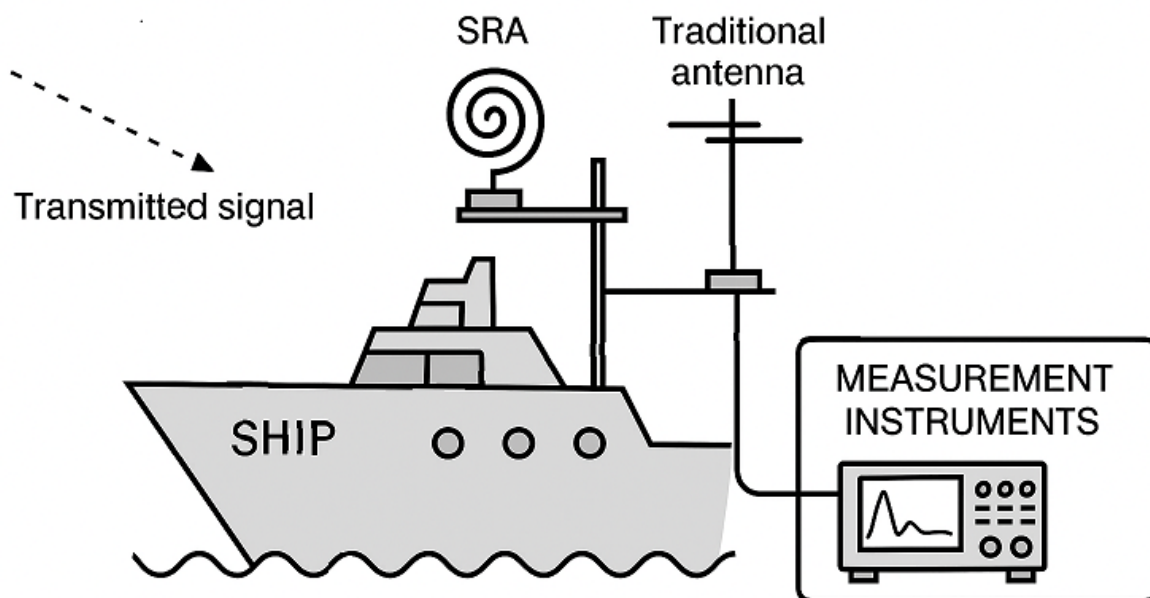 SRA
Traditional
antenna
Transmitted signal
SHIP
MEASUREMENT
INSTRUMENTS